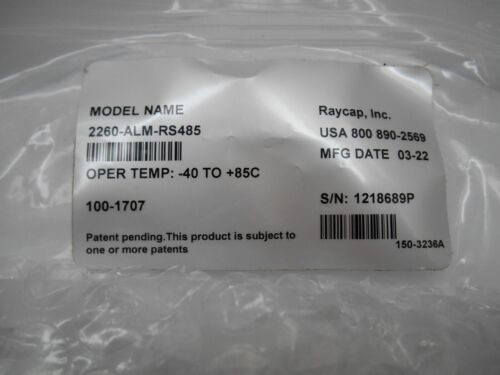 MODEL NAME
2260-ALM-RS485
OPER TEMP: -40 TO +85C
100-1707
Patent pending.This product is subject to
one or more patents
Raycap, Inc.
USA 800 890-2569
MFG DATE 03-22
S/N: 1218689P
150-3236A